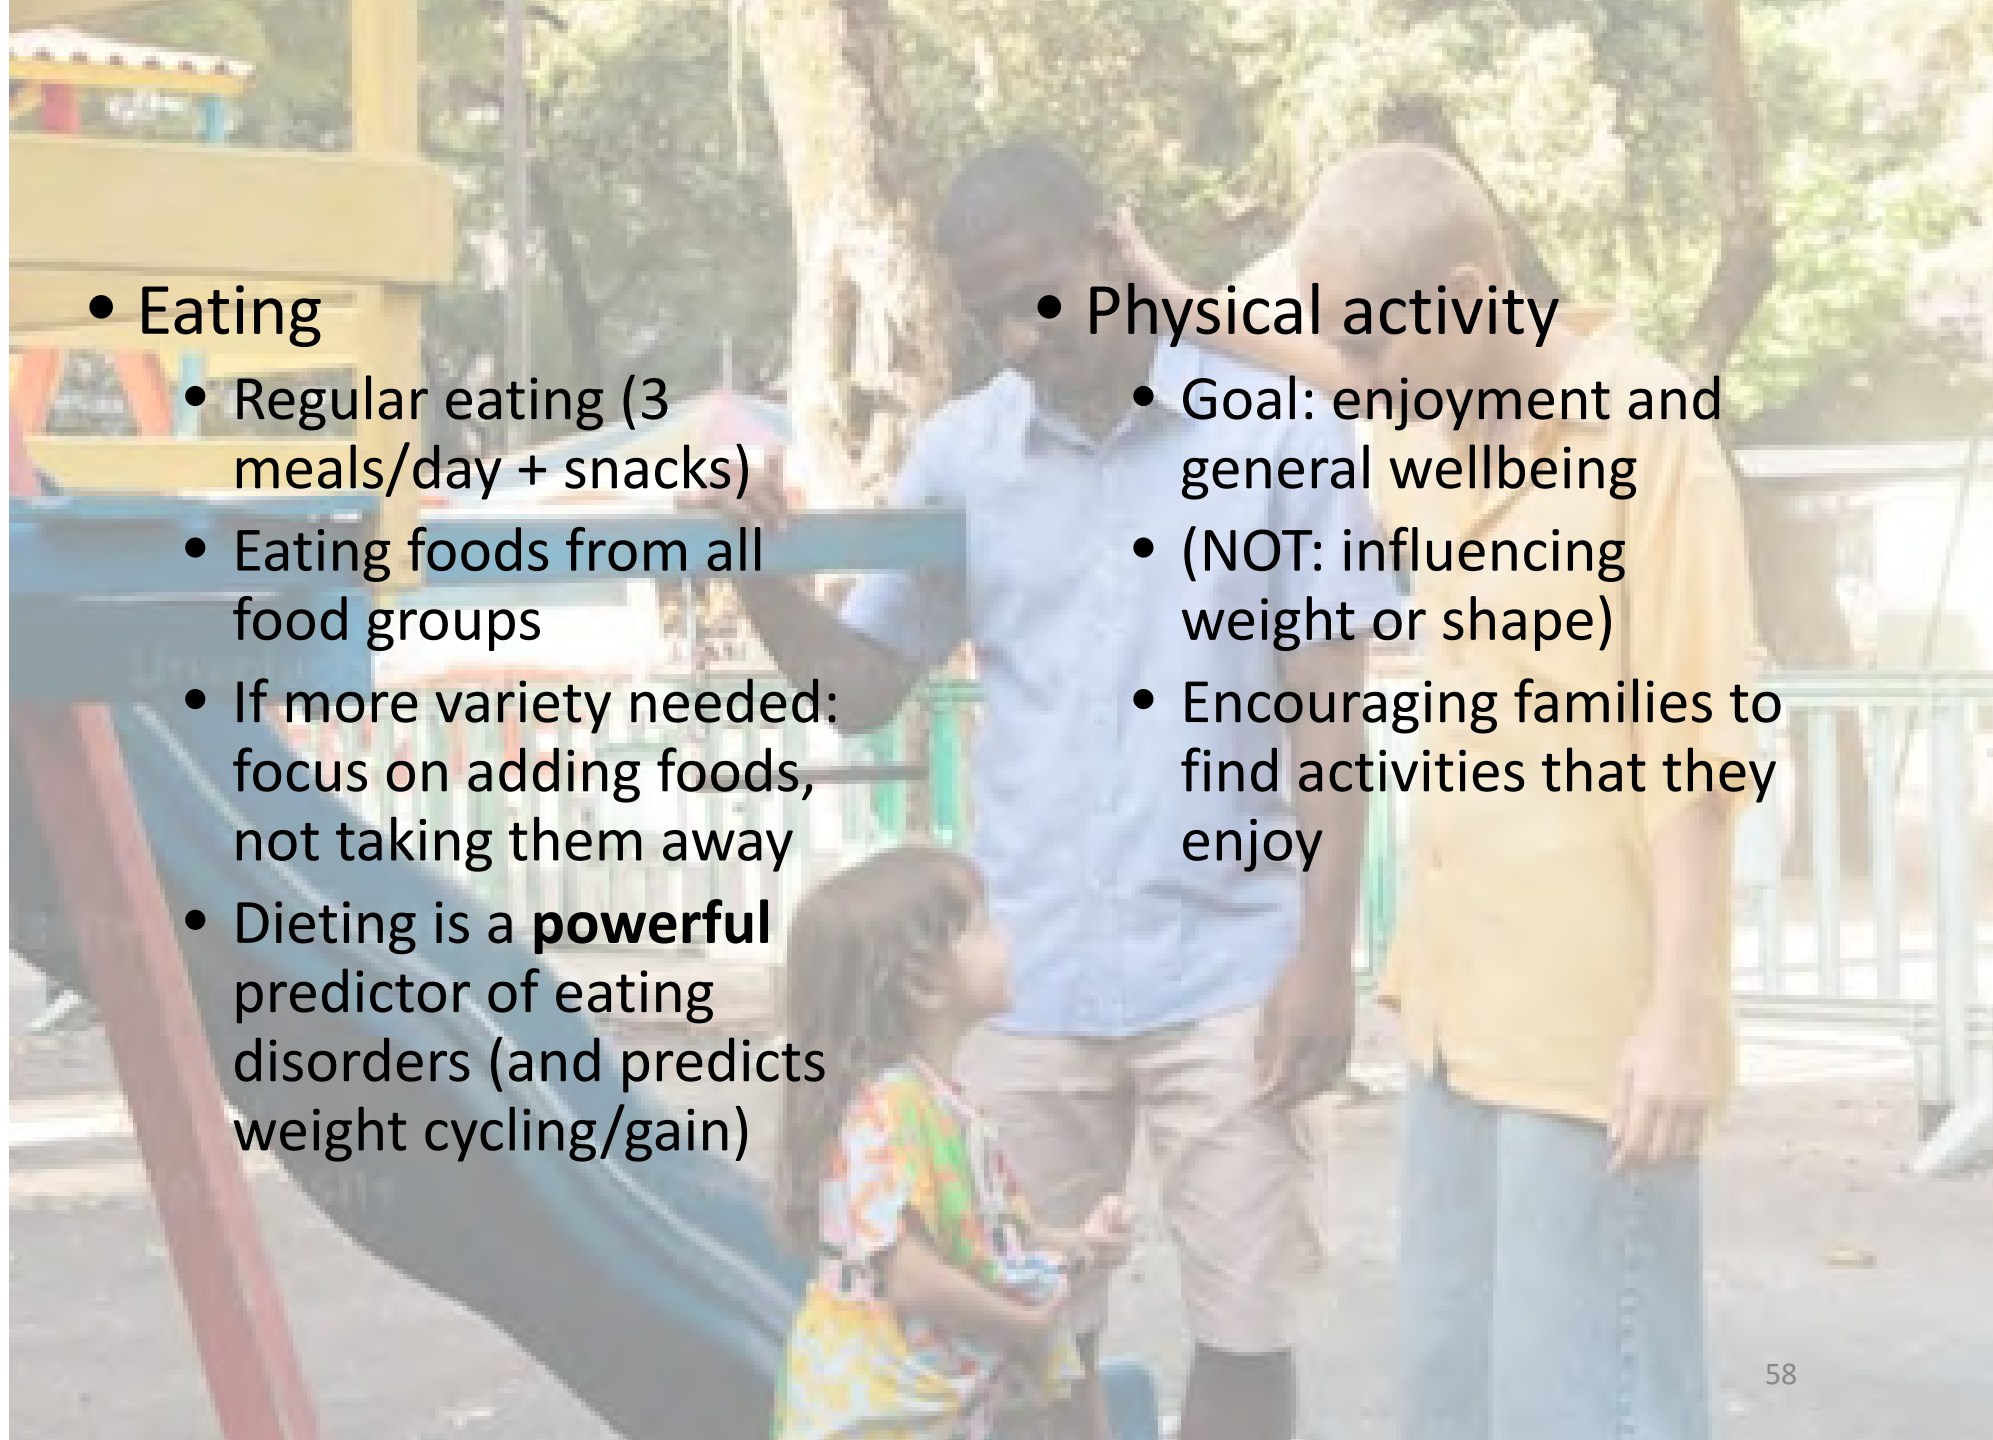 • Eating
• Regular eating (3
meals/day + snacks)
• Eating foods from all
food groups
• If more variety needed:
focus on adding foods,
not taking them away
• Dieting is a powerful
predictor of eating
disorders (and predicts
weight cycling/gain)
• Physical activity
• Goal: enjoyment and
general wellbeing
• (NOT: influencing
weight or shape)
• Encouraging families to
find activities that they
enjoy
58